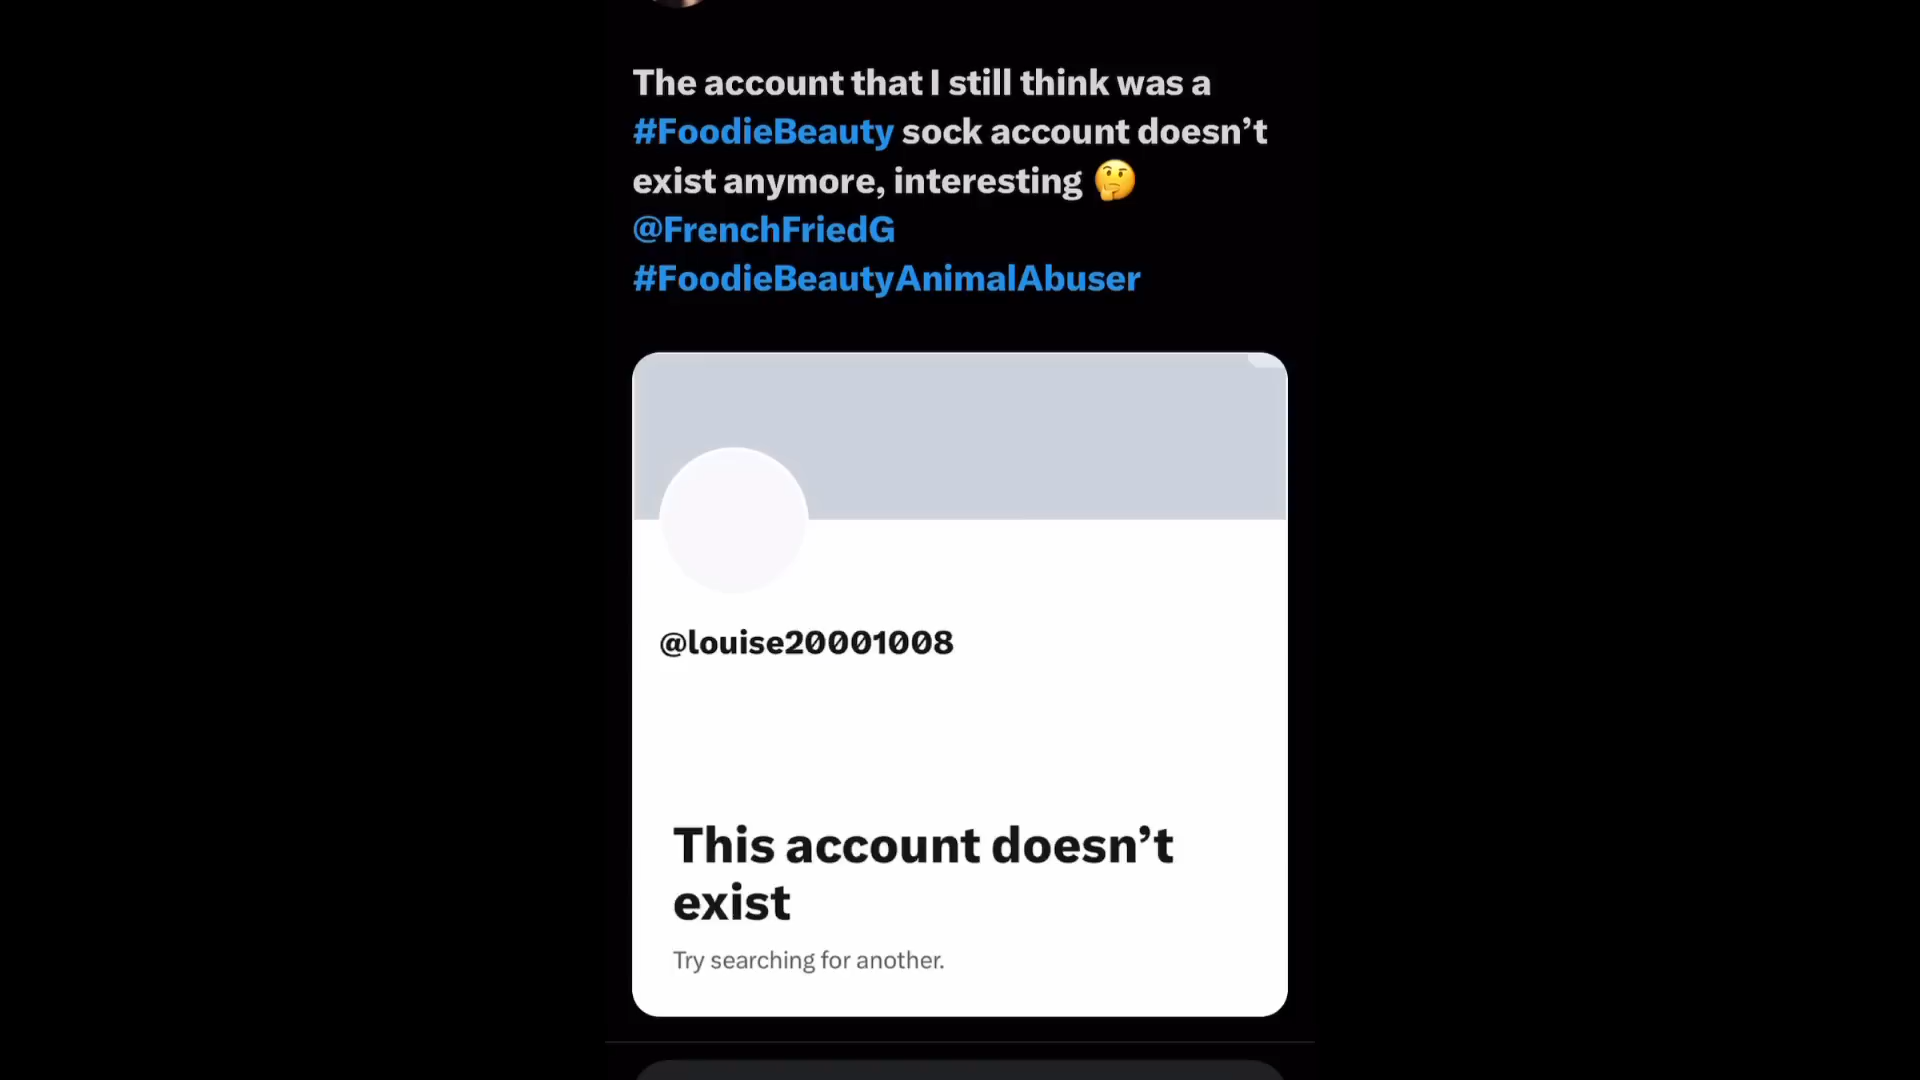 The account that I still think was a
#FoodieBeauty sock account doesn’t
exist anymore, interesting 🤔
@FrenchFriedG
#FoodieBeautyAnimalAbuser
@louise20001008
This account doesn’t
exist
Try searching for another.